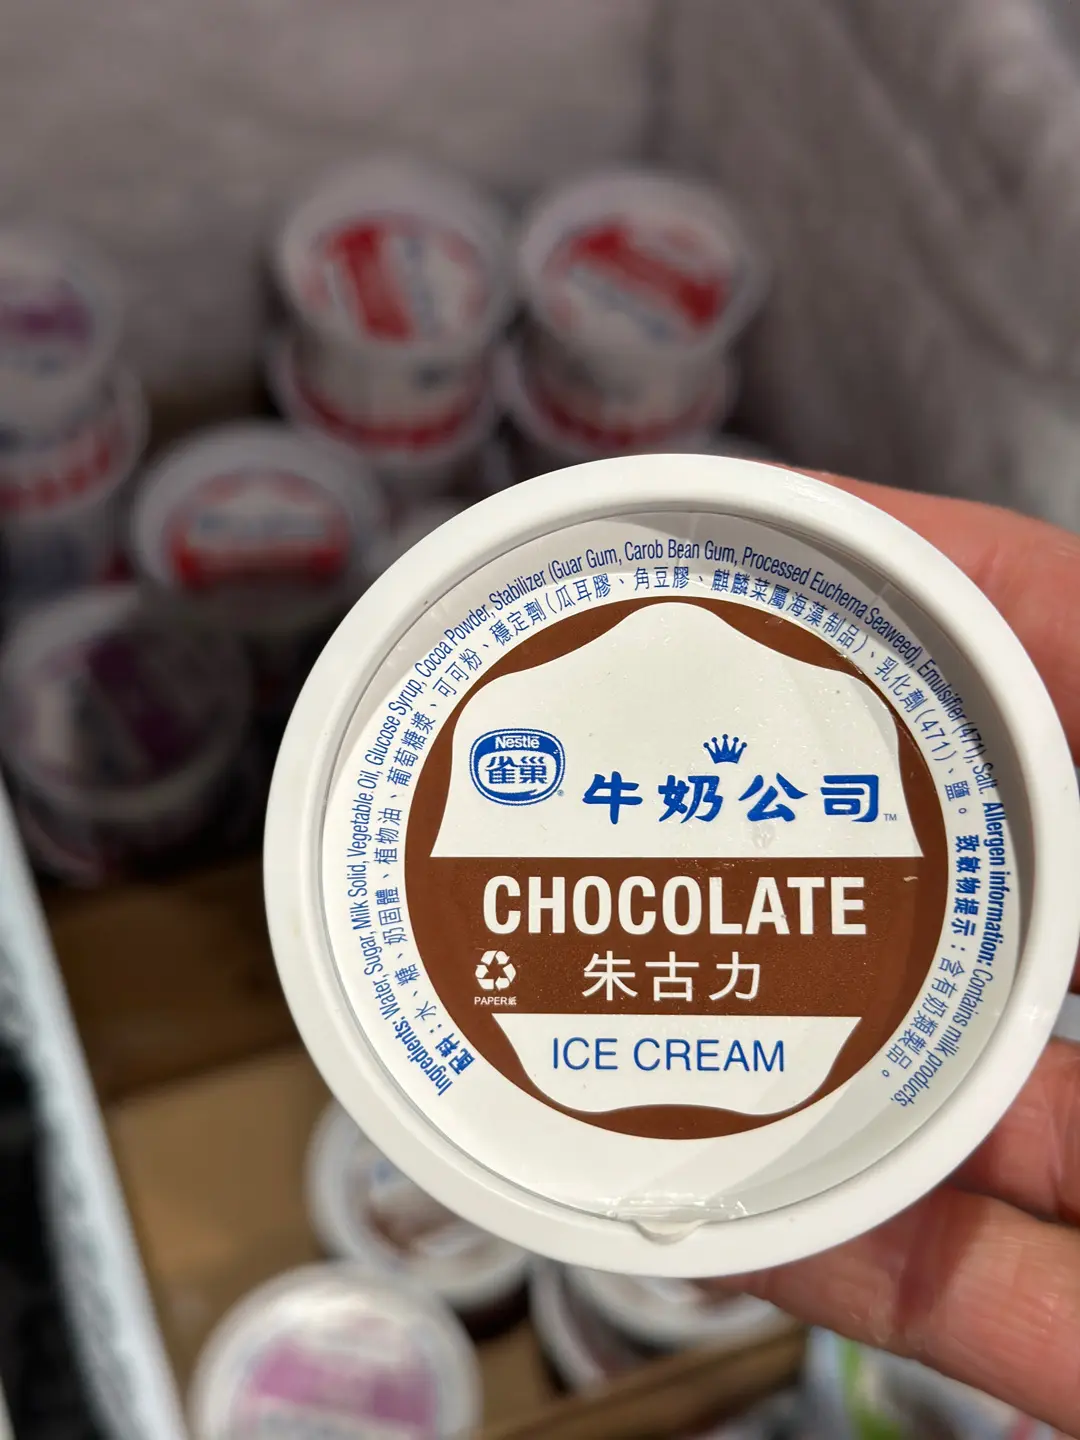 Ingredients: Water, Sugar, Milk Solid, Vegetable Oil, Glucose Syrup, Cocoa Powder, Stabilizer (Guar Gum, Carob Bean Gum, Processed Euchema Seaweed), Emulsifier (471), Salt. Allergen information: Contains milk products.
配料：水、糖、奶固體、植物油、葡萄糖漿、可可粉、穩定劑（瓜耳膠、角豆膠、麒麟菜屬海藻制品）、乳化劑（471）、鹽。 致敏物提示：含有奶類製品。
Nestlé
雀巢®
牛奶公司™
CHOCOLATE
朱古力
PAPER紙
ICE CREAM